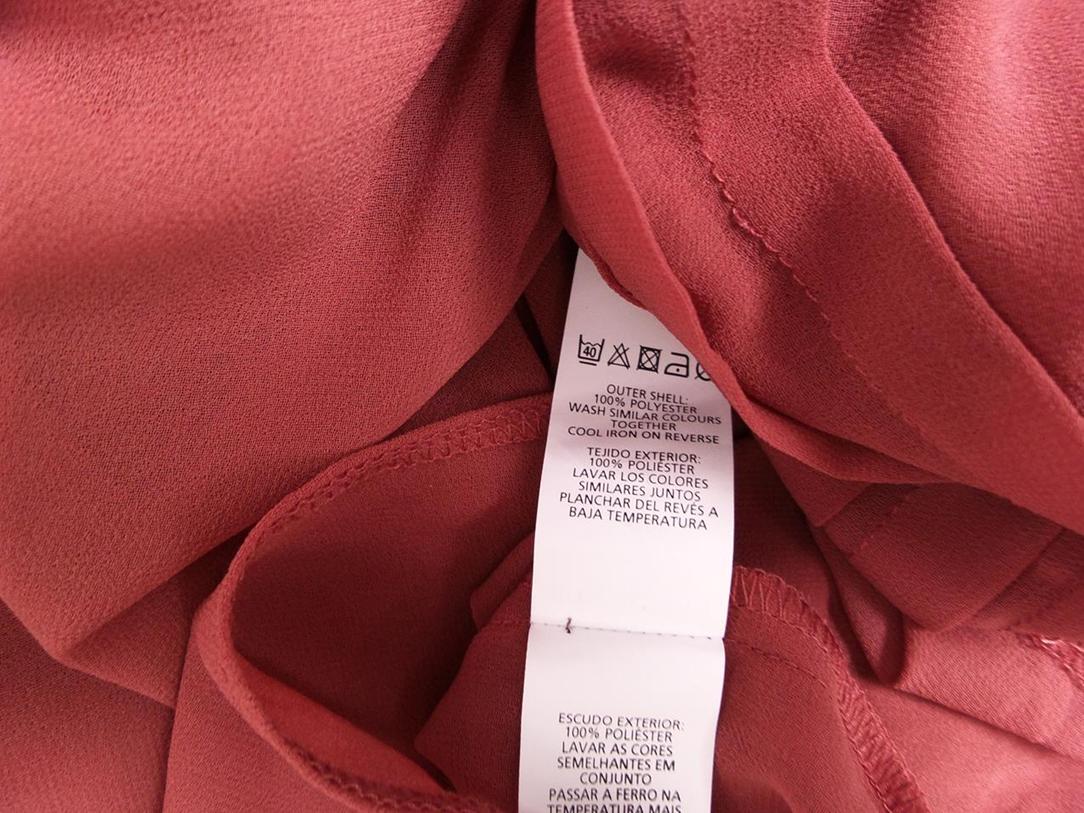 40
OUTER SHELL:
100% POLYESTER
WASH SIMILAR COLOURS
TOGETHER
COOL IRON ON REVERSE
TEJIDO EXTERIOR:
100% POLIÉSTER
LAVAR LOS COLORES
SIMILARES JUNTOS
PLANCHAR DEL REVÉS A
BAJA TEMPERATURA
ESCUDO EXTERIOR:
100% POLIÉSTER
LAVAR AS CORES
SEMELHANTES EM
CONJUNTO
PASSAR A FERRO NA
TEMPERATURA MAIS